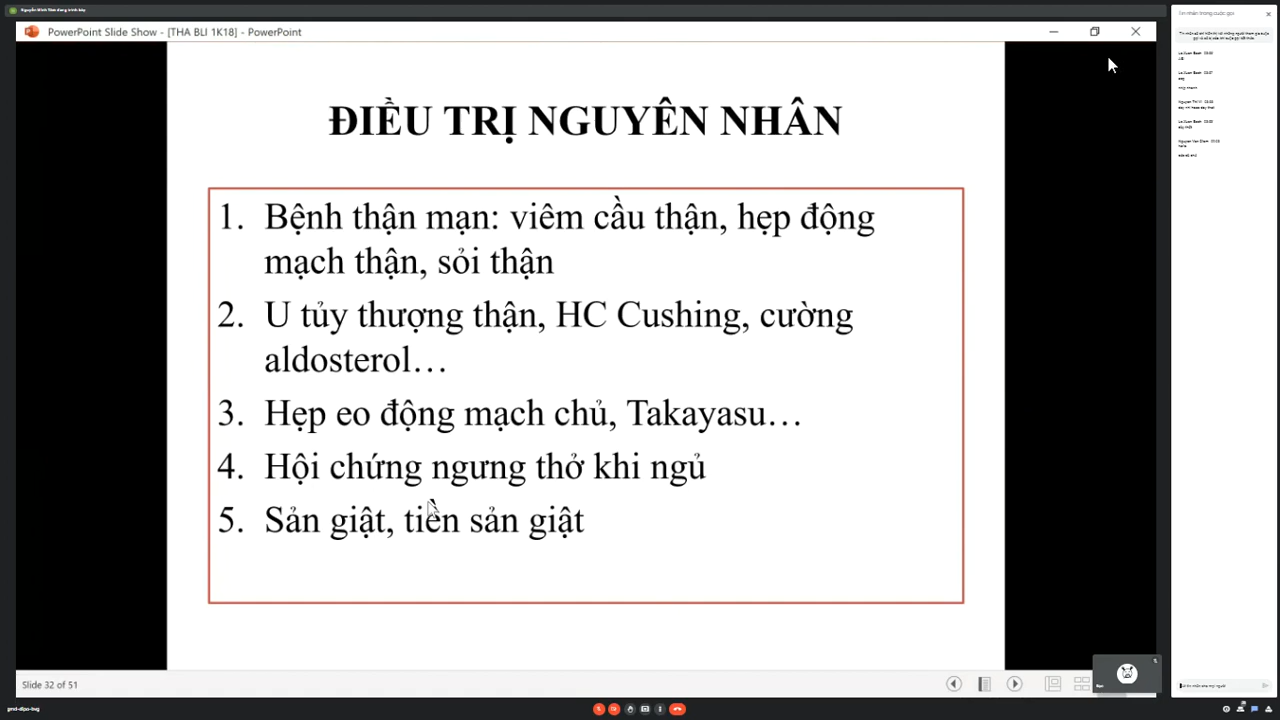 PowerPoint Slide Show - [THA BLI 1K18] - PowerPoint
ĐIỀU TRỊ NGUYÊN NHÂN
1. Bệnh thận mạn: viêm cầu thận, hẹp động
mạch thận, sỏi thận
2. U tủy thượng thận, HC Cushing, cường
aldosterol…
3. Hẹp eo động mạch chủ, Takayasu…
4. Hội chứng ngưng thở khi ngủ
5. Sản giật, tiền sản giật
Slide 32 of 51